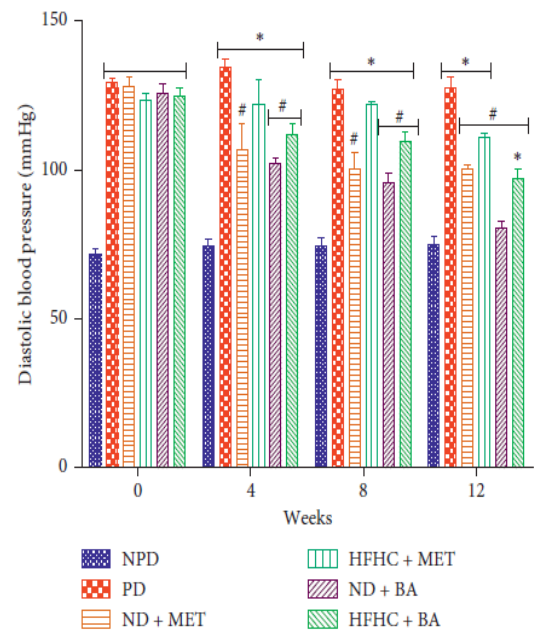 150
100
50
0
Diastolic blood pressure (mmHg)
*
#
#
*
#
#
*
#
*
0
4
8
12
Weeks
NPD
PD
ND + MET
HFHC + MET
ND + BA
HFHC + BA